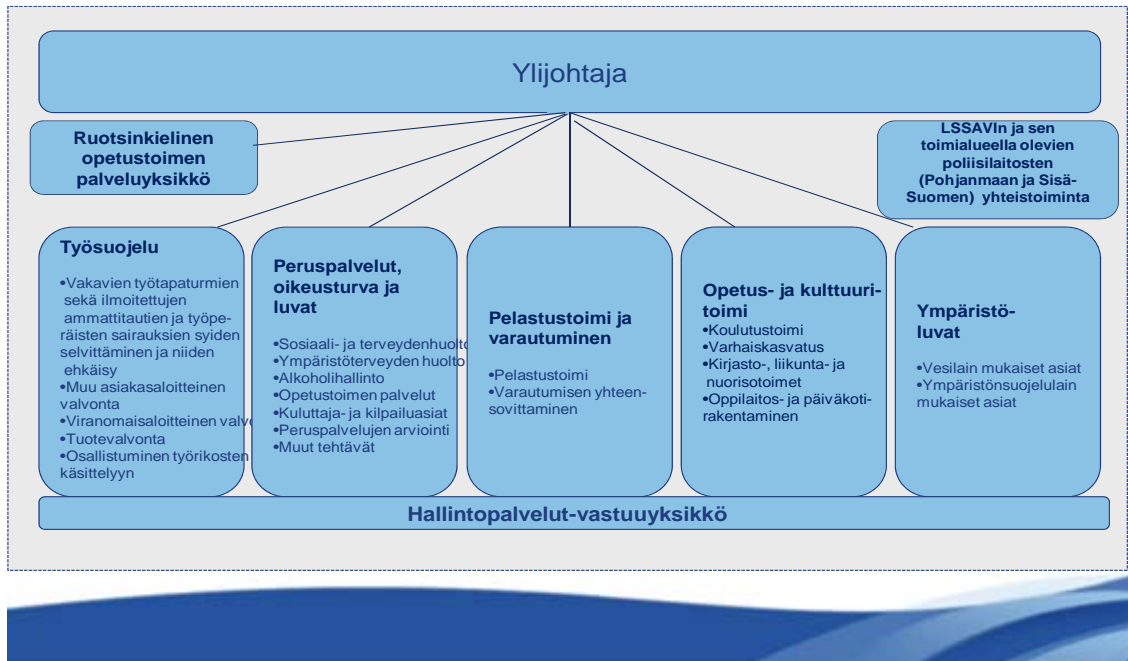 Ylijohtaja
Ruotsinkielinen
opetustoimen
palveluyksikkö
LSSAVIn ja sen
toimialueella olevien
poliisilaitosten
(Pohjanmaan ja Sisä-
Suomen) yhteistoiminta
Työsuojelu
•Vakavien työtapaturmien
sekä ilmoitettujen
ammattitautien ja työpe-
räisten sairauksien syiden
selvittäminen ja niiden
ehkäisy
•Muu asiakasaloitteinen
valvonta
•Viranomaisaloitteinen valvo
•Tuotevalvonta
•Osallistuminen työrikosten
käsittelyyn
Peruspalvelut,
oikeusturva ja
luvat
•Sosiaali- ja terveydenhuolto
•Ympäristöterveyden huolto
•Alkoholihallinto
•Opetustoimen palvelut
•Kuluttaja- ja kilpailuasiat
•Peruspalvelujen arviointi
•Muut tehtävät
Pelastustoimi ja
varautuminen
•Pelastustoimi
•Varautumisen yhteen-
sovittaminen
Opetus- ja kulttuuri-
toimi
•Koulutustoimi
•Varhaiskasvatus
•Kirjasto-, liikunta- ja
nuorisotoimet
•Oppilaitos- ja päiväkoti-
rakentaminen
Ympäristö-
luvat
•Vesilain mukaiset asiat
•Ympäristönsuojelulain
mukaiset asiat
Hallintopalvelut-vastuuyksikkö